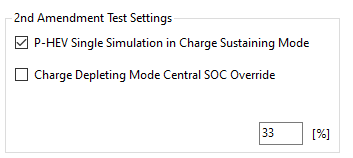 2nd Amendment Test Settings
P-HEV Single Simulation in Charge Sustaining Mode
Charge Depleting Mode Central SOC Override
33 [%]